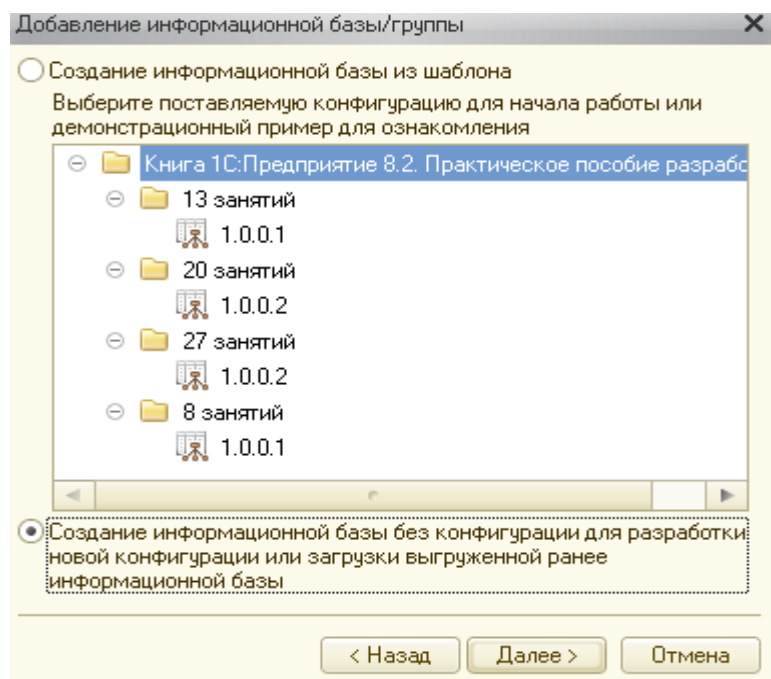 Добавление информационной базы/группы
Создание информационной базы из шаблона
Выберите поставляемую конфигурацию для начала работы или
демонстрационный пример для ознакомления
Книга 1С:Предприятие 8.2. Практическое пособие разрабо
13 занятий
1.0.0.1
20 занятий
1.0.0.2
27 занятий
1.0.0.2
8 занятий
1.0.0.1
Создание информационной базы без конфигурации для разработки
новой конфигурации или загрузки выгруженной ранее
информационной базы
< Назад Далее > Отмена